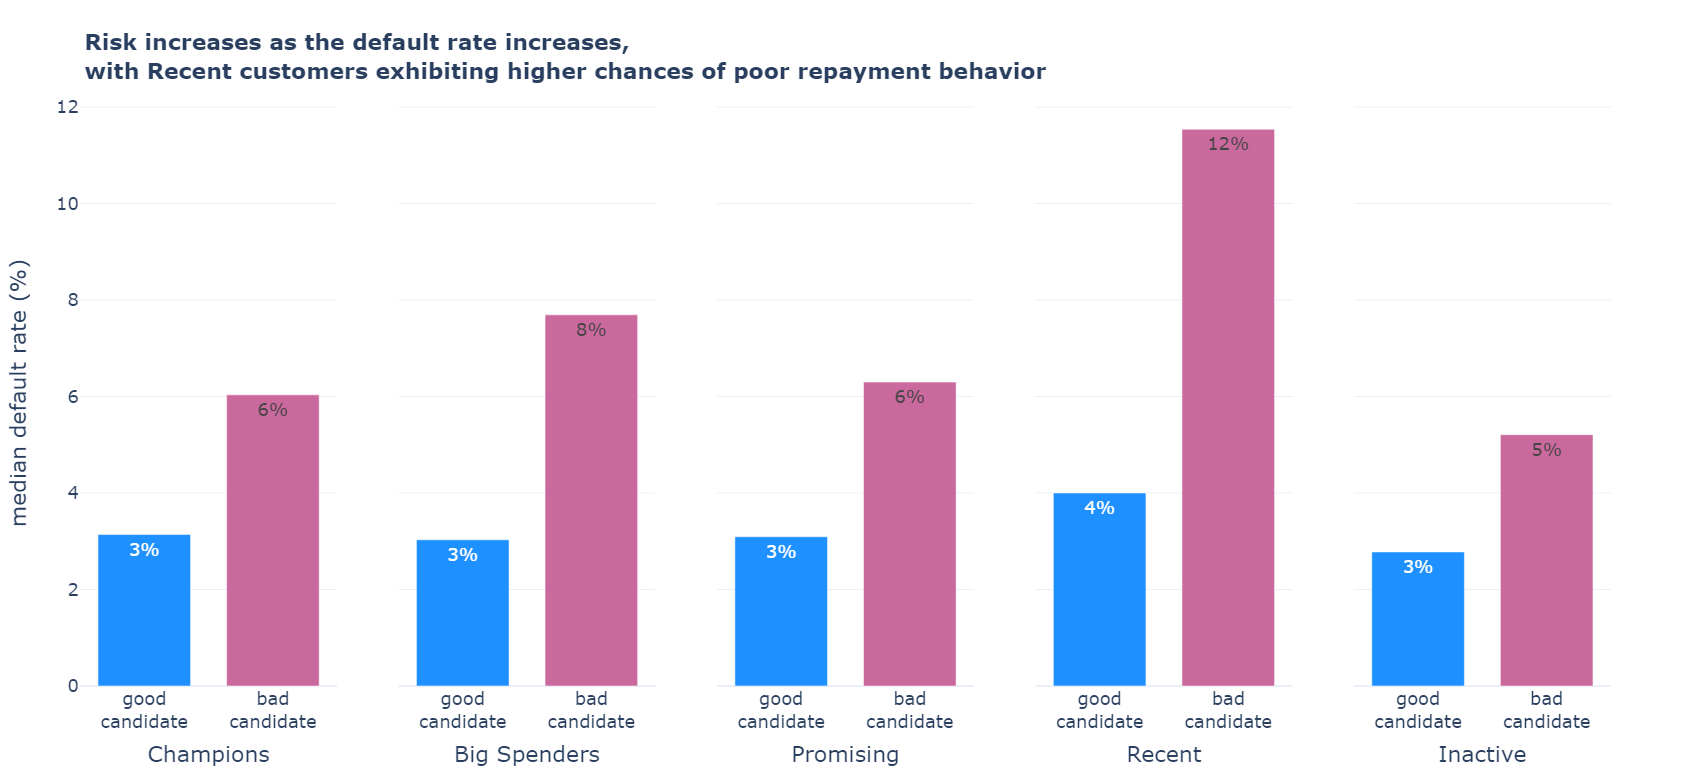 Risk increases as the default rate increases,
with Recent customers exhibiting higher chances of poor repayment behavior
median default rate (%)
12
10
8
6
4
2
0
3%
6%
3%
8%
3%
6%
4%
12%
3%
5%
good
candidate
bad
candidate
good
candidate
bad
candidate
good
candidate
bad
candidate
good
candidate
bad
candidate
good
candidate
bad
candidate
Champions
Big Spenders
Promising
Recent
Inactive